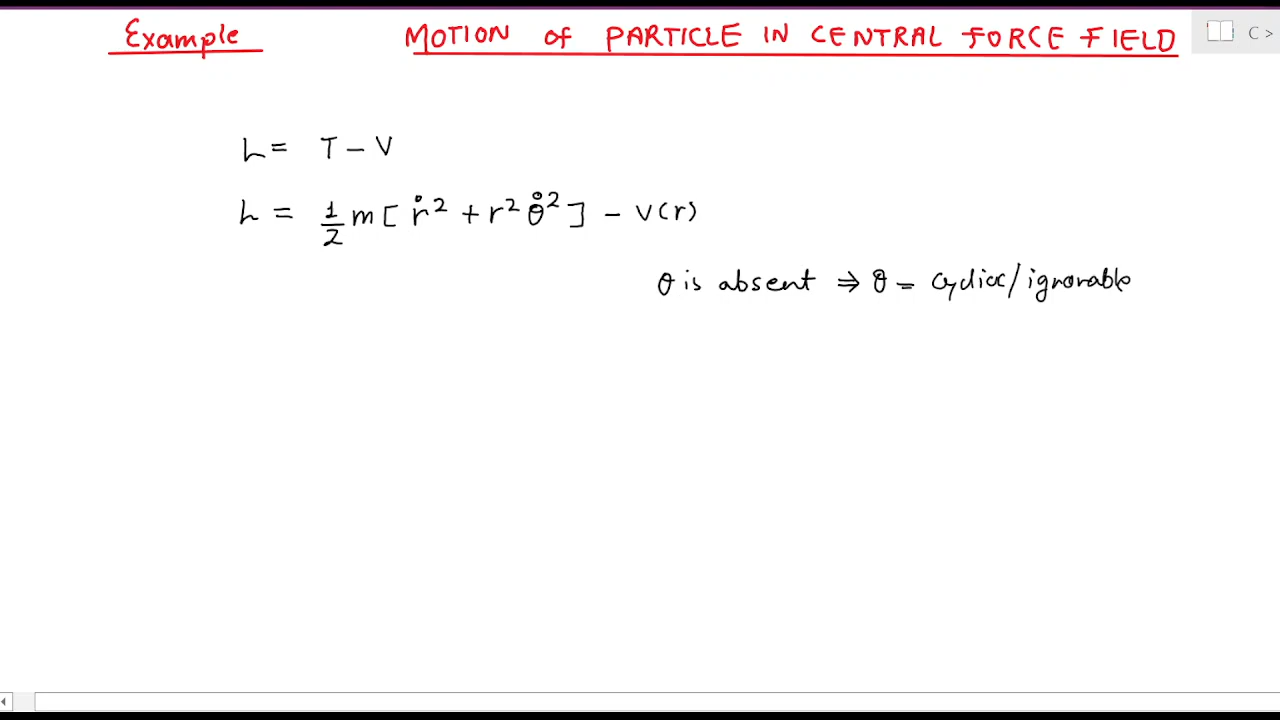 Example MOTION of PARTICLE IN CENTRAL FORCE FIELD C >
L = T - V
L = 1/2 m [ ṙ² + r² θ̇² ] - V(r)
θ is absent ⇒ θ = cyclic/ignorable